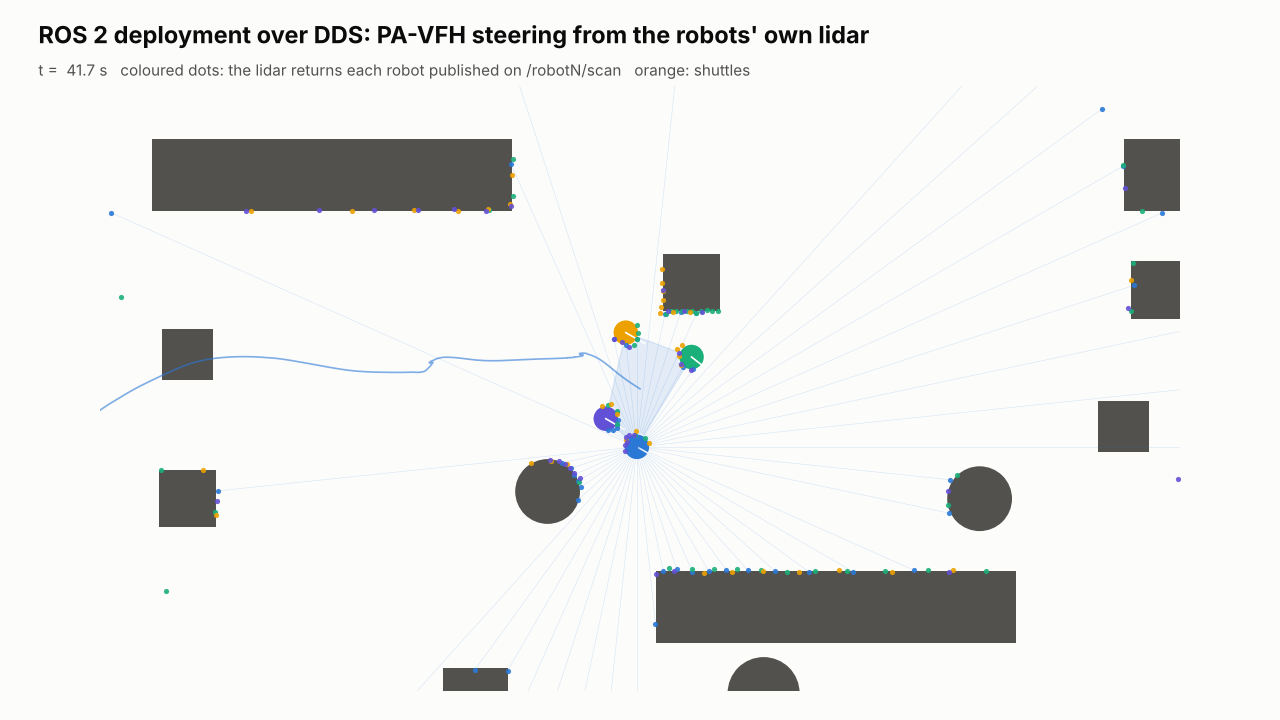 ROS 2 deployment over DDS: PA-VFH steering from the robots' own lidar
t =  41.7 s   coloured dots: the lidar returns each robot published on /robotN/scan   orange: shuttles